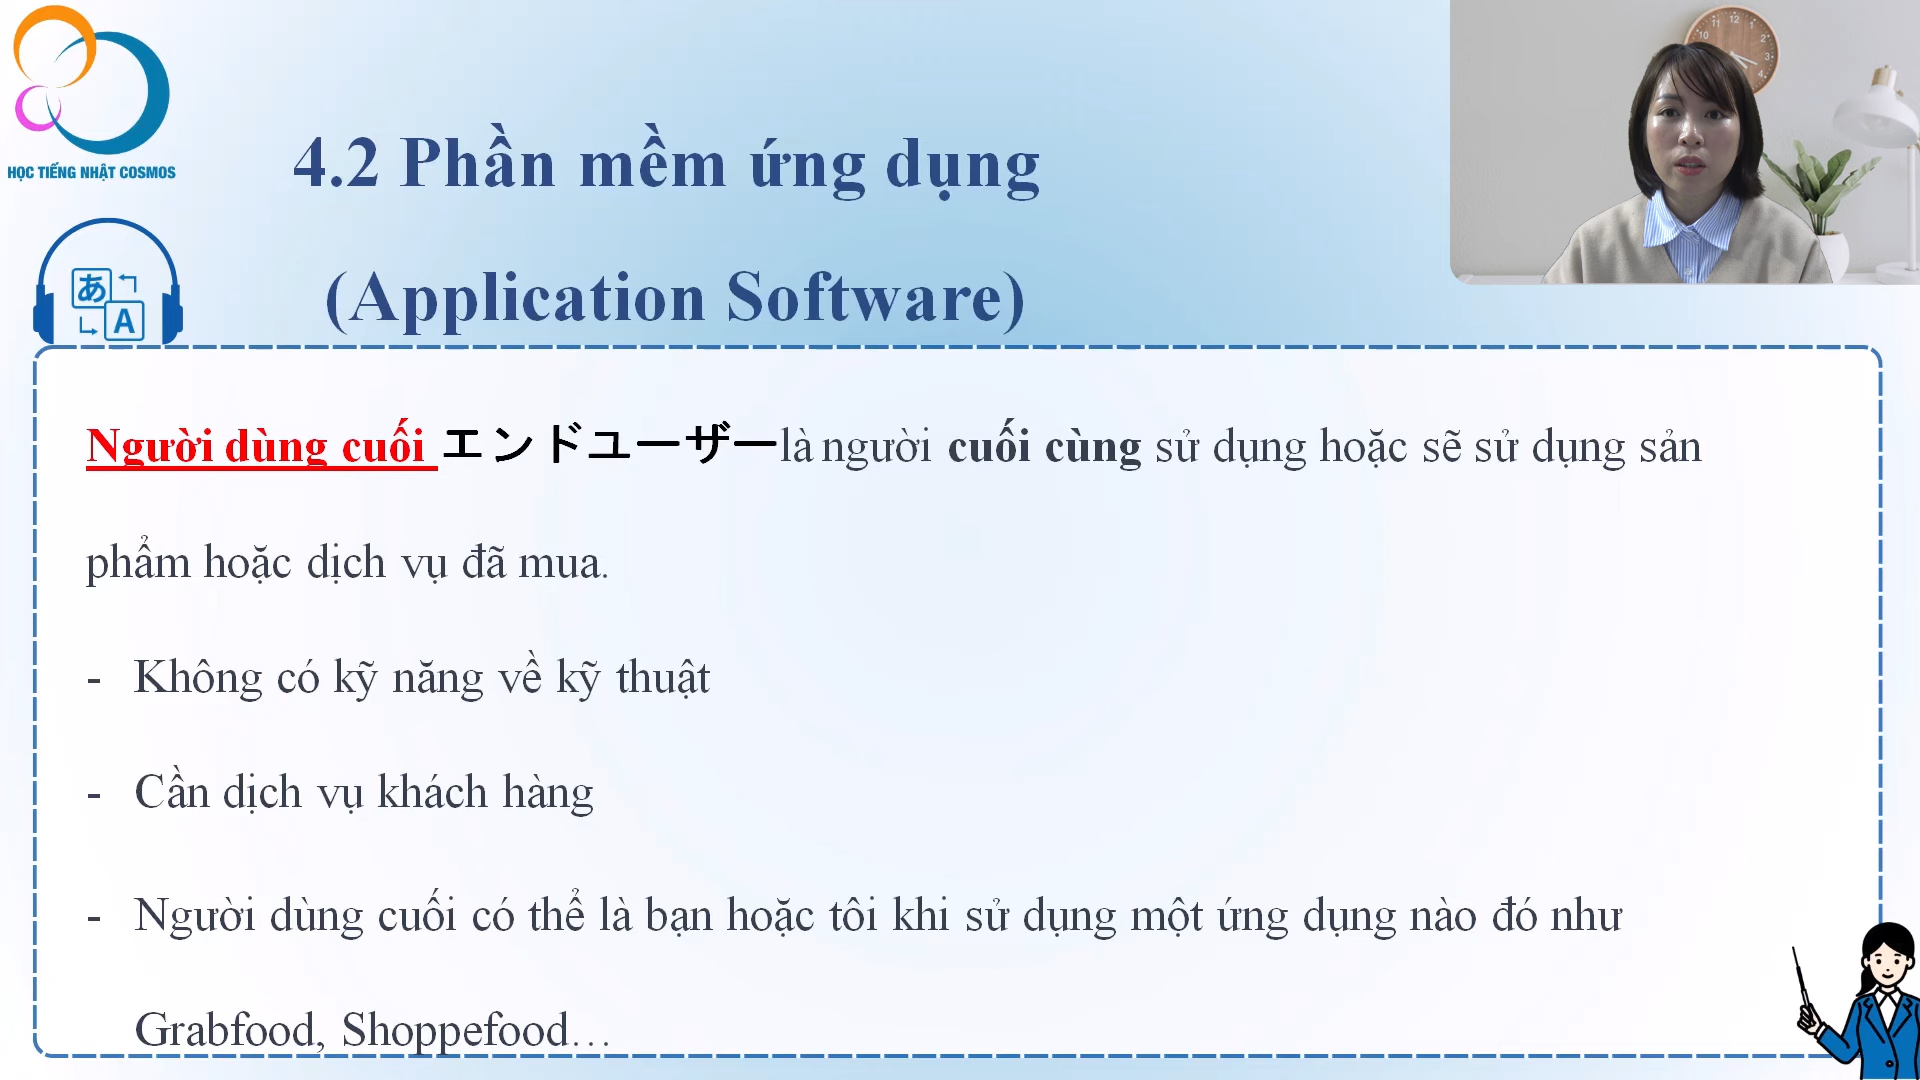 HỌC TIẾNG NHẬT COSMOS
4.2 Phần mềm ứng dụng
(Application Software)
あ
A
Người dùng cuối エンドユーザーlà người cuối cùng sử dụng hoặc sẽ sử dụng sản
phẩm hoặc dịch vụ đã mua.
- Không có kỹ năng về kỹ thuật
- Cần dịch vụ khách hàng
- Người dùng cuối có thể là bạn hoặc tôi khi sử dụng một ứng dụng nào đó như
Grabfood, Shoppefood…